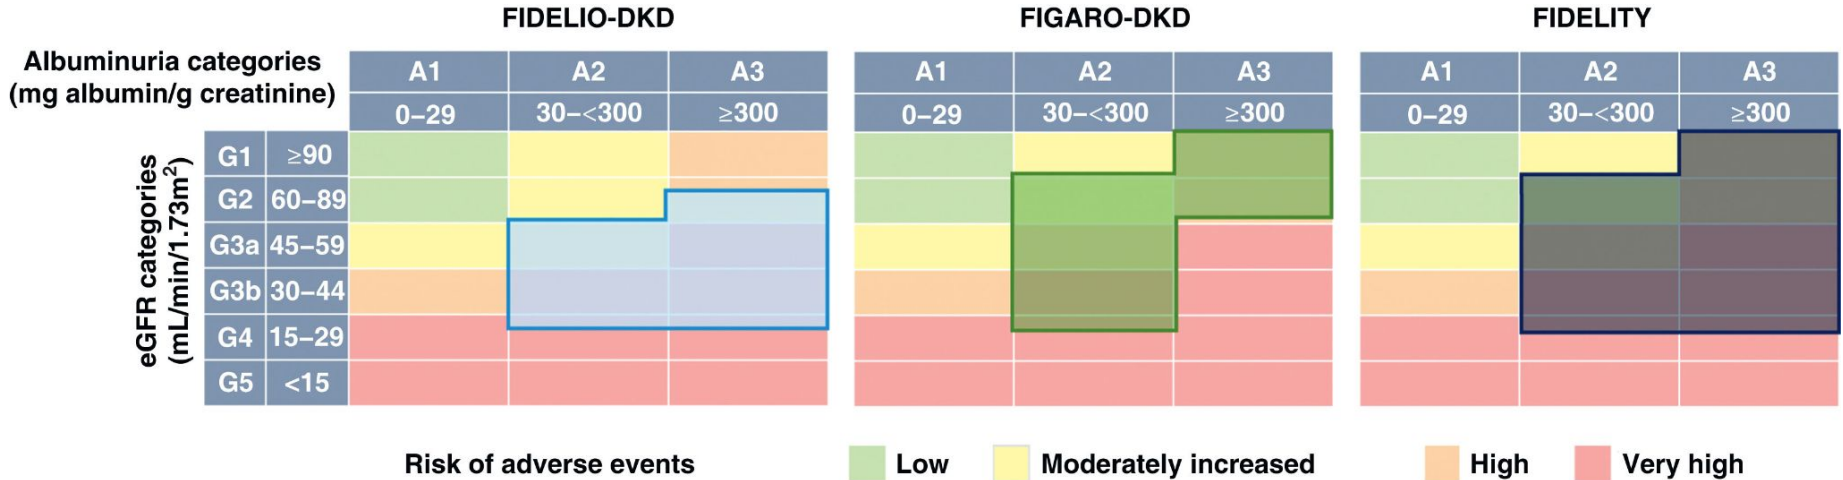 FIDELIO-DKD
FIGARO-DKD
FIDELITY
Albuminuria categories
(mg albumin/g creatinine)
A1 A2 A3
0–29 30–<300 ≥300
A1 A2 A3
0–29 30–<300 ≥300
A1 A2 A3
0–29 30–<300 ≥300
eGFR categories
(mL/min/1.73m²)
G1 ≥90
G2 60–89
G3a 45–59
G3b 30–44
G4 15–29
G5 <15
Risk of adverse events
Low
Moderately increased
High
Very high